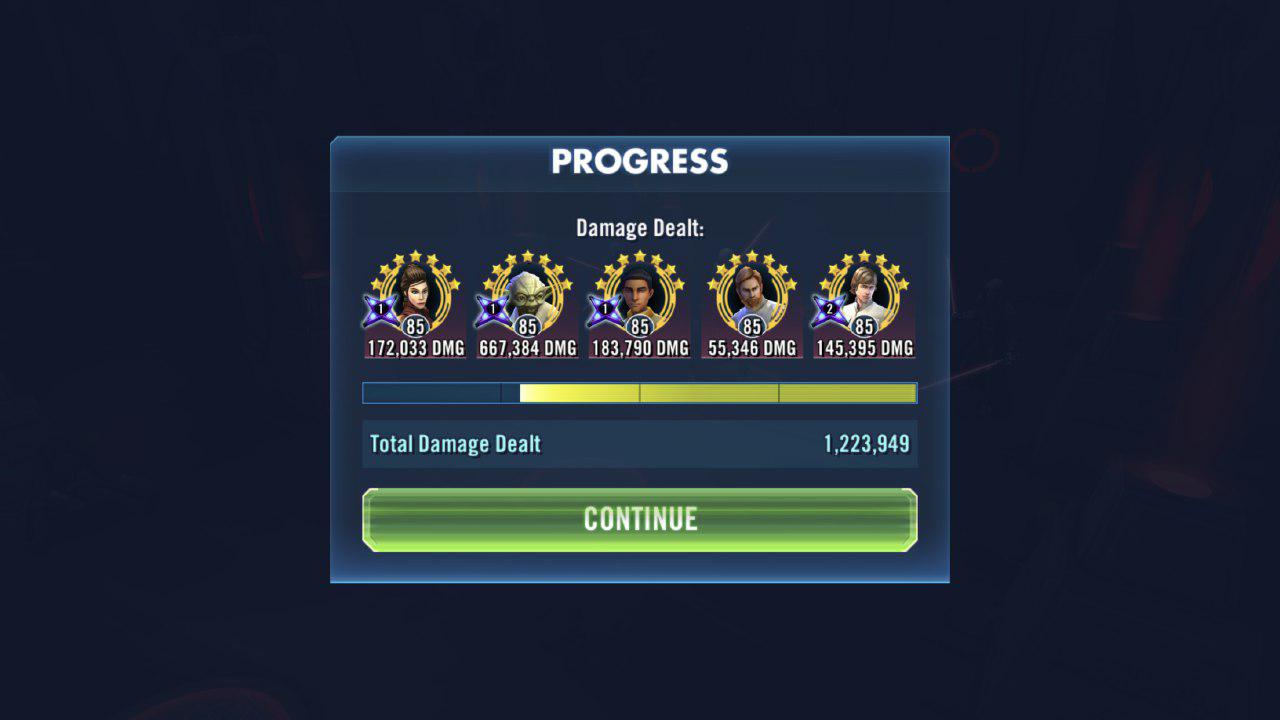 PROGRESS
Damage Dealt:
1 1 1 2
85 85 85 85 85
172,033 DMG 667,384 DMG 183,790 DMG 55,346 DMG 145,395 DMG
Total Damage Dealt 1,223,949
CONTINUE